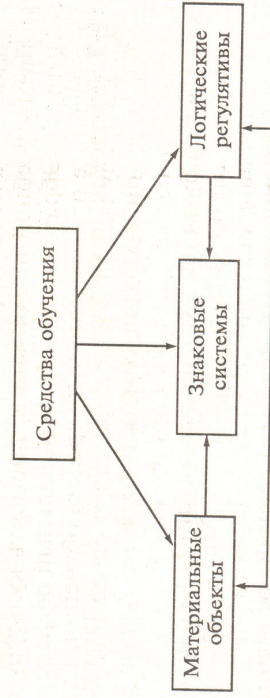 Средства обучения
Материальные
объекты
Знаковые
системы
Логические
регулятивы